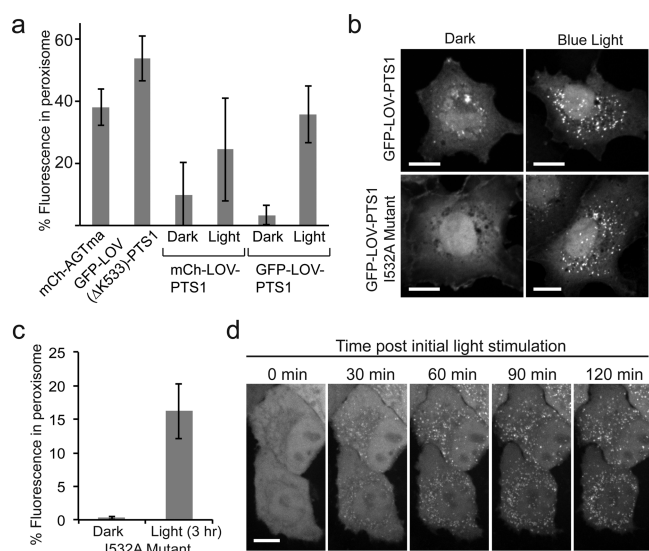 a
% Fluorescence in peroxisome
60
40
20
mCh-AGTma
GFP-LOV
(ΔK533)-PTS1
Dark Light Dark Light
mCh-LOV-
PTS1
GFP-LOV-
PTS1
b
Dark Blue Light
GFP-LOV-PTS1
GFP-LOV-PTS1
I532A Mutant
c
% Fluorescence in peroxisome
25
20
15
10
5
0
Dark Light (3 hr)
I532A Mutant
d
Time post initial light stimulation
0 min 30 min 60 min 90 min 120 min